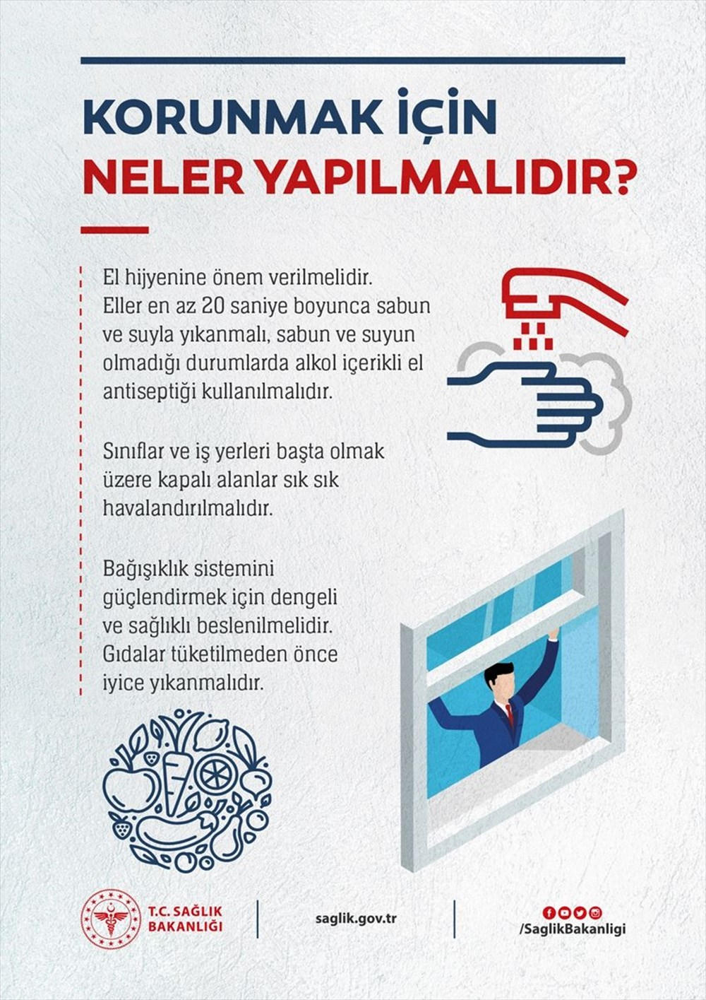 KORUNMAK İÇİN
NELER YAPILMALIDIR?
El hijyenine önem verilmelidir.
Eller en az 20 saniye boyunca sabun
ve suyla yıkanmalı, sabun ve suyun
olmadığı durumlarda alkol içerikli el
antiseptiği kullanılmalıdır.
Sınıflar ve iş yerleri başta olmak
üzere kapalı alanlar sık sık
havalandırılmalıdır.
Bağışıklık sistemini
güçlendirmek için dengeli
ve sağlıklı beslenilmelidir.
Gıdalar tüketilmeden önce
iyice yıkanmalıdır.
T.C. SAĞLIK
BAKANLIĞI
saglik.gov.tr
/SaglikBakanligi